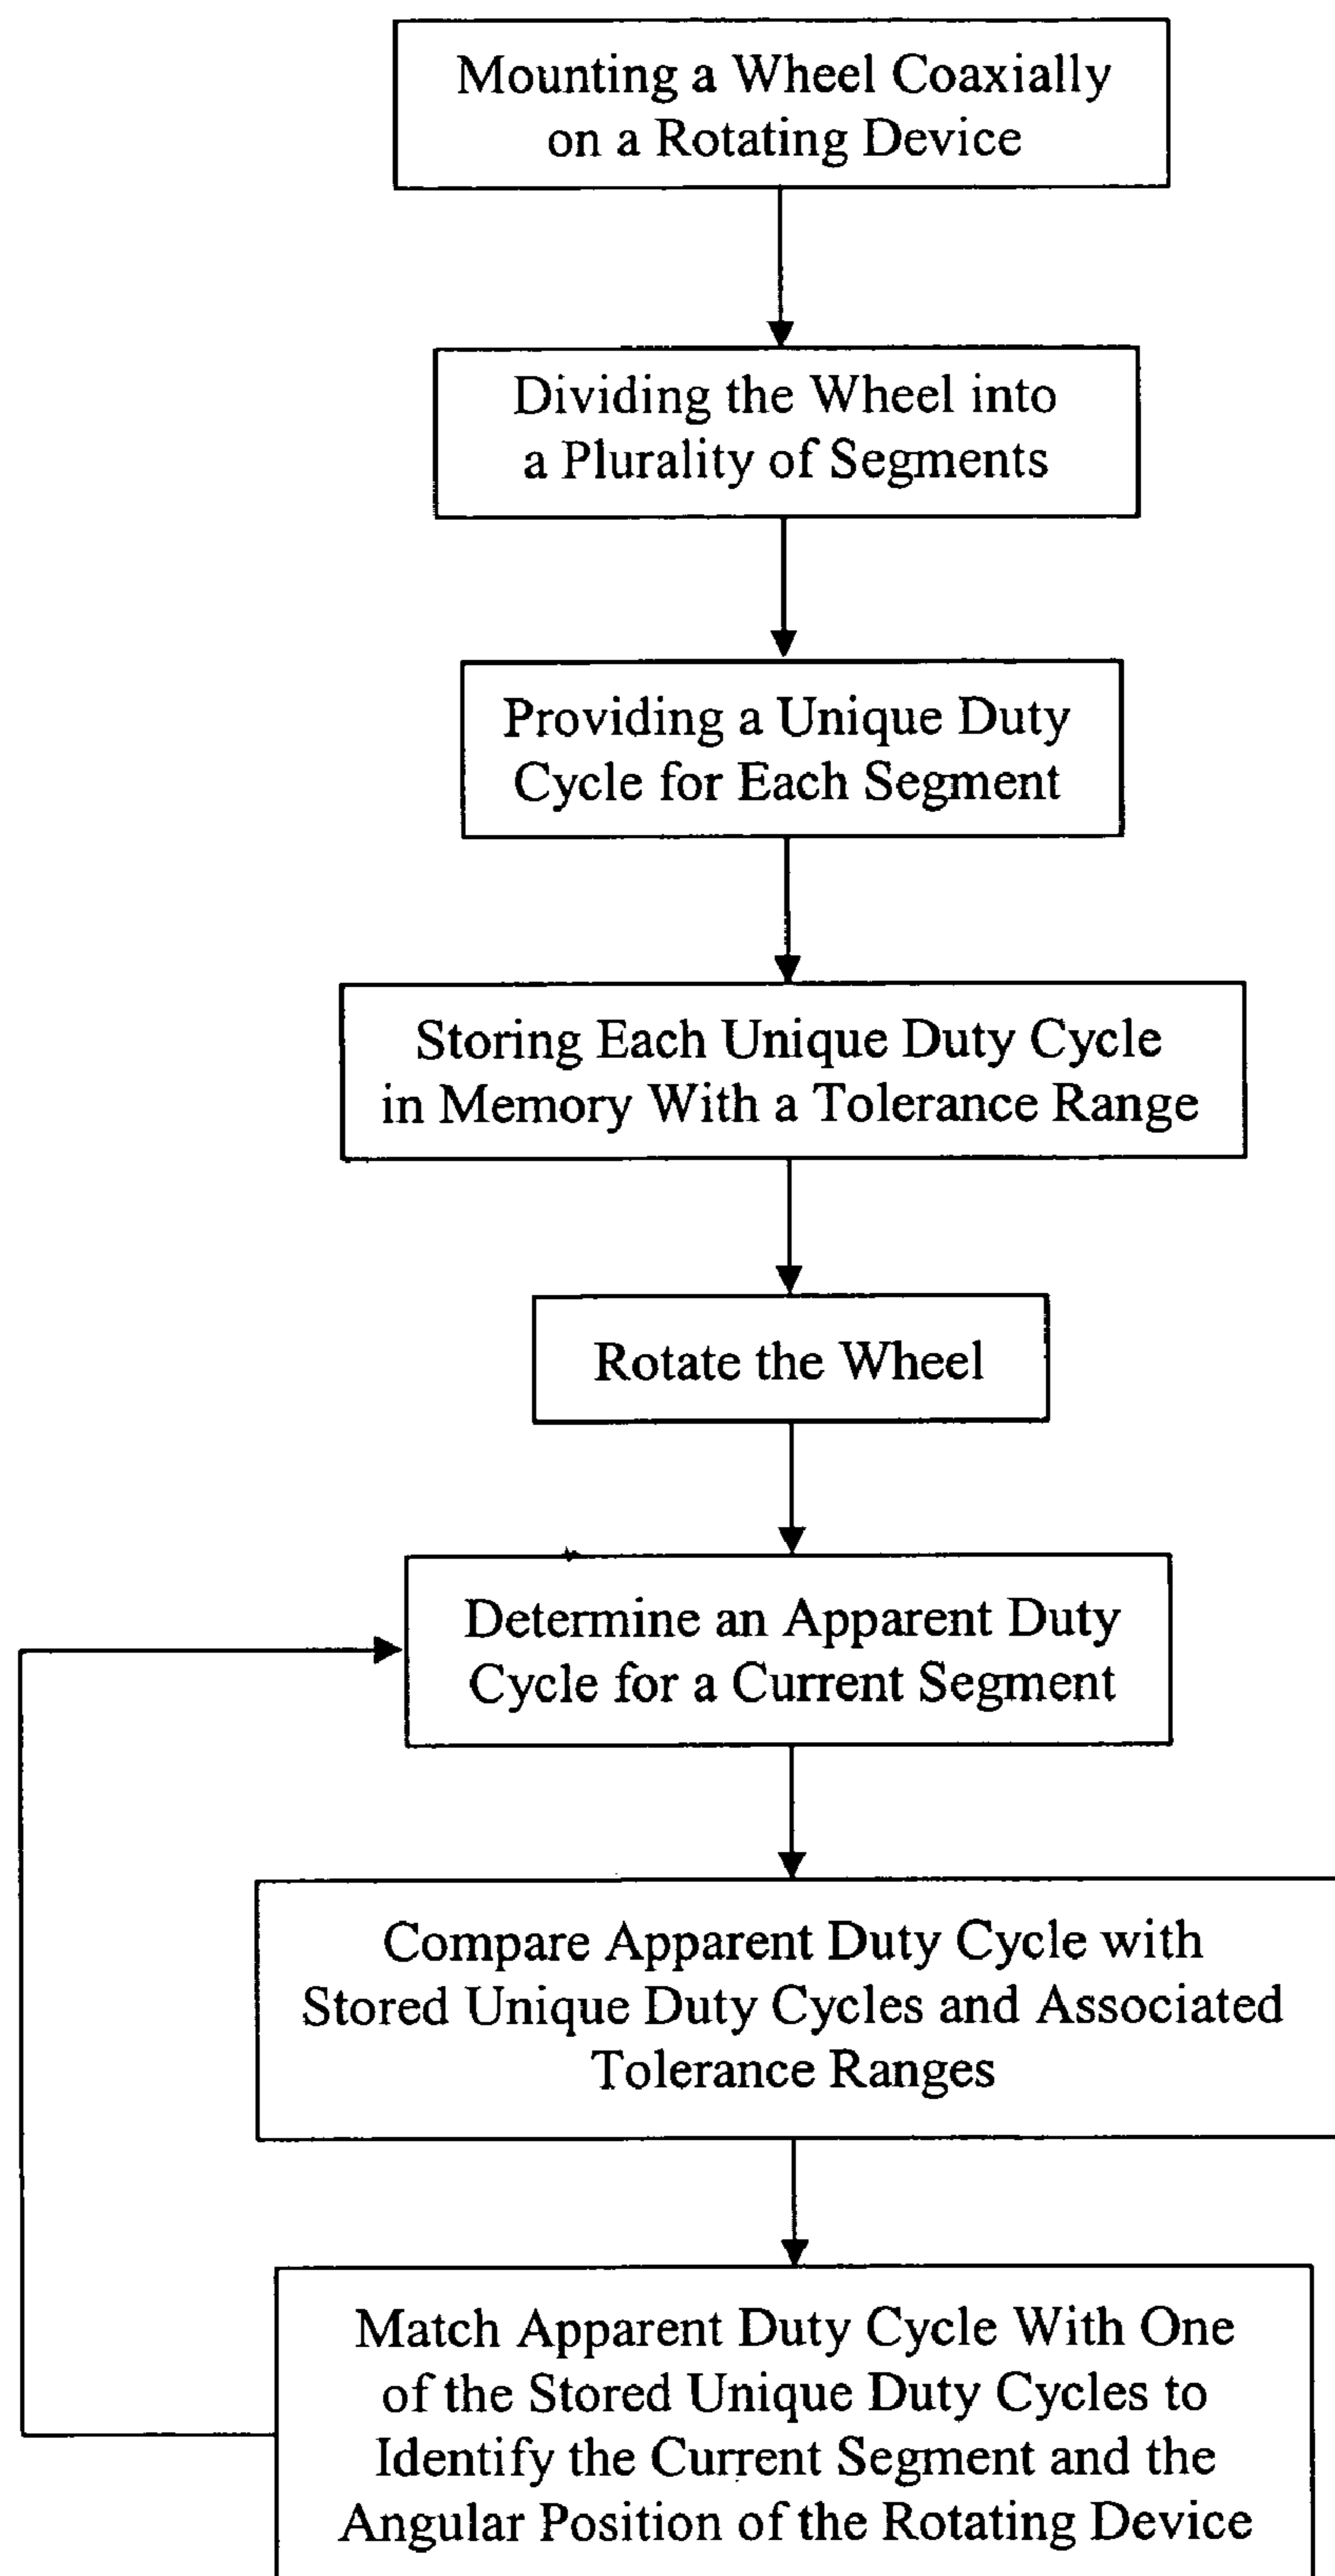 Mounting a Wheel Coaxially
on a Rotating Device
Dividing the Wheel into
a Plurality of Segments
Providing a Unique Duty
Cycle for Each Segment
Storing Each Unique Duty Cycle
in Memory With a Tolerance Range
Rotate the Wheel
Determine an Apparent Duty
Cycle for a Current Segment
Compare Apparent Duty Cycle with
Stored Unique Duty Cycles and Associated
Tolerance Ranges
Match Apparent Duty Cycle With One
of the Stored Unique Duty Cycles to
Identify the Current Segment and the
Angular Position of the Rotating Device